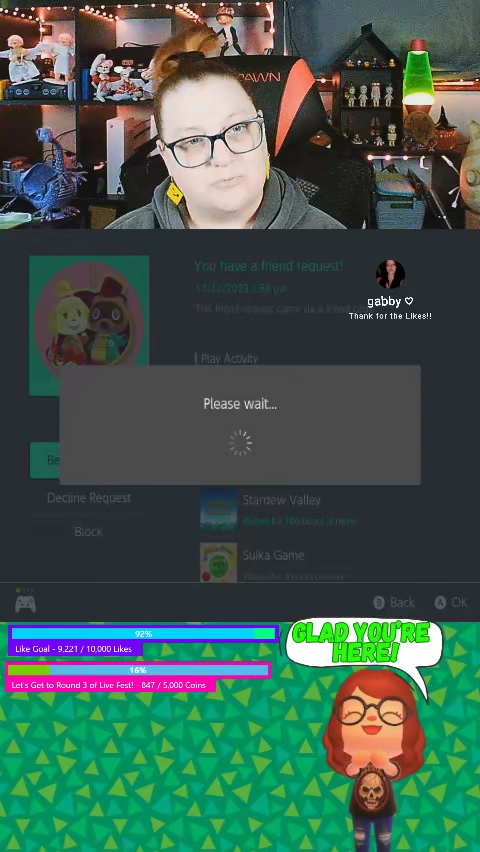 PAWN
You have a friend request!
gabby ♡
Thank for the Likes!!
Play Activity
Please wait...
Be
Decline Request
Stardew Valley
Block
Suika Game
B Back
A OK
92%
Like Goal - 9,221 / 10,000 Likes
16%
Let's Get to Round 3 of Live Fest! - 847 / 5,000 Coins
GLAD YOU'RE
HERE!